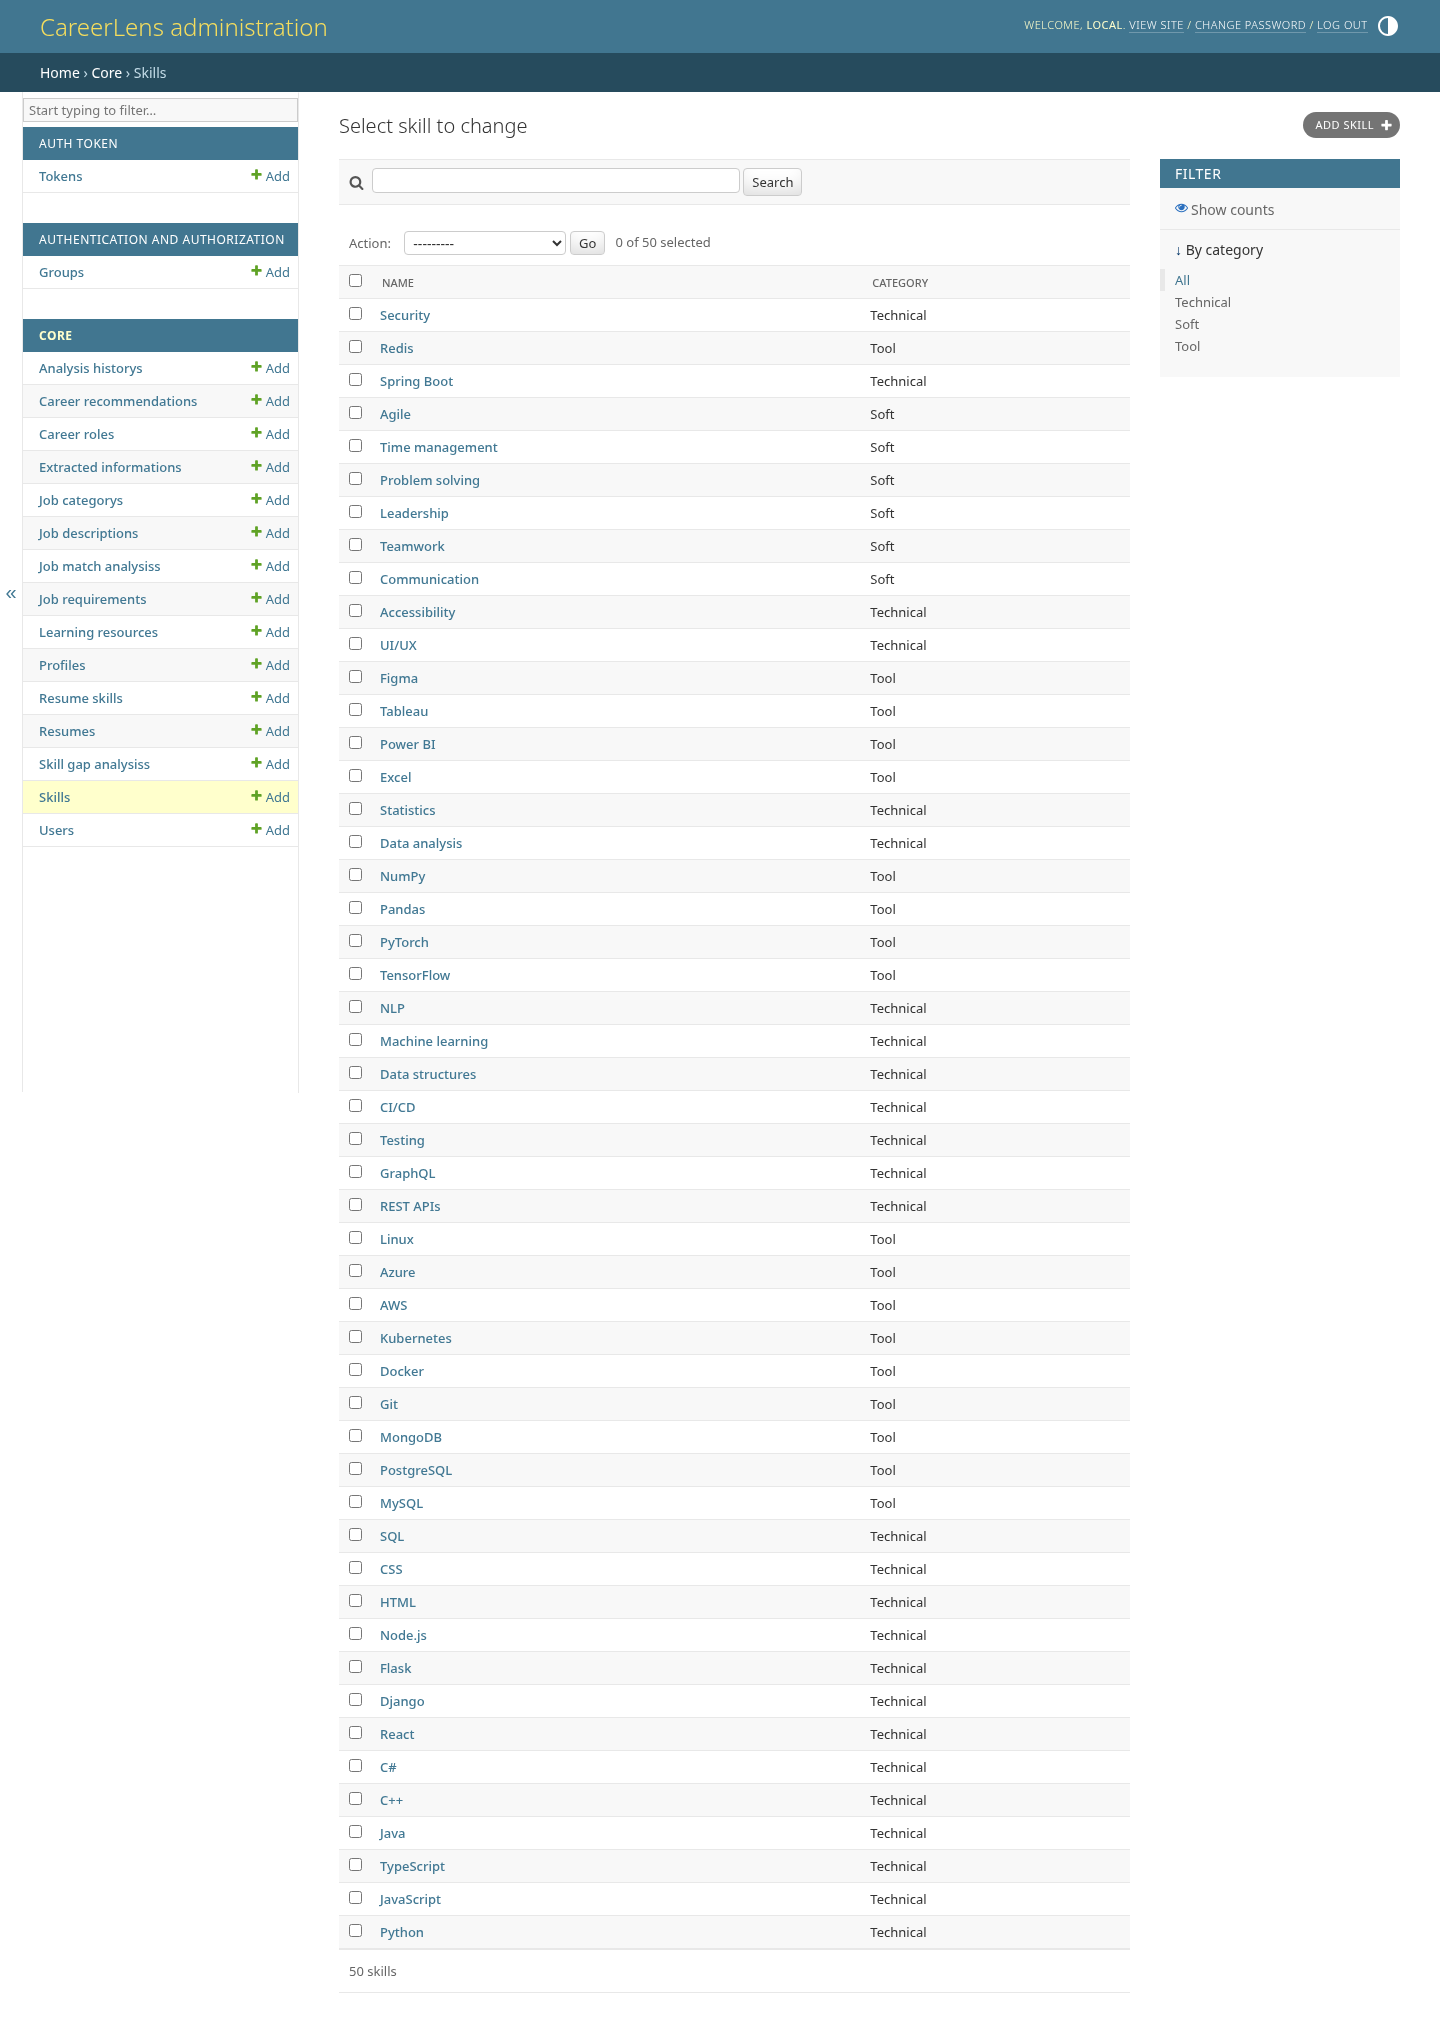 CareerLens administration
WELCOME, LOCAL. VIEW SITE / CHANGE PASSWORD / LOG OUT
Home › Core › Skills
Start typing to filter...
AUTH TOKEN
Tokens Add
AUTHENTICATION AND AUTHORIZATION
Groups Add
CORE
Analysis historys Add
Career recommendations Add
Career roles Add
Extracted informations Add
Job categorys Add
Job descriptions Add
Job match analysiss Add
Job requirements Add
Learning resources Add
Profiles Add
Resume skills Add
Resumes Add
Skill gap analysiss Add
Skills Add
Users Add
«
Select skill to change
ADD SKILL
Search
Action: --------- Go 0 of 50 selected
NAME CATEGORY
Security Technical
Redis Tool
Spring Boot Technical
Agile Soft
Time management Soft
Problem solving Soft
Leadership Soft
Teamwork Soft
Communication Soft
Accessibility Technical
UI/UX Technical
Figma Tool
Tableau Tool
Power BI Tool
Excel Tool
Statistics Technical
Data analysis Technical
NumPy Tool
Pandas Tool
PyTorch Tool
TensorFlow Tool
NLP Technical
Machine learning Technical
Data structures Technical
CI/CD Technical
Testing Technical
GraphQL Technical
REST APIs Technical
Linux Tool
Azure Tool
AWS Tool
Kubernetes Tool
Docker Tool
Git Tool
MongoDB Tool
PostgreSQL Tool
MySQL Tool
SQL Technical
CSS Technical
HTML Technical
Node.js Technical
Flask Technical
Django Technical
React Technical
C# Technical
C++ Technical
Java Technical
TypeScript Technical
JavaScript Technical
Python Technical
50 skills
FILTER
Show counts
↓ By category
All
Technical
Soft
Tool